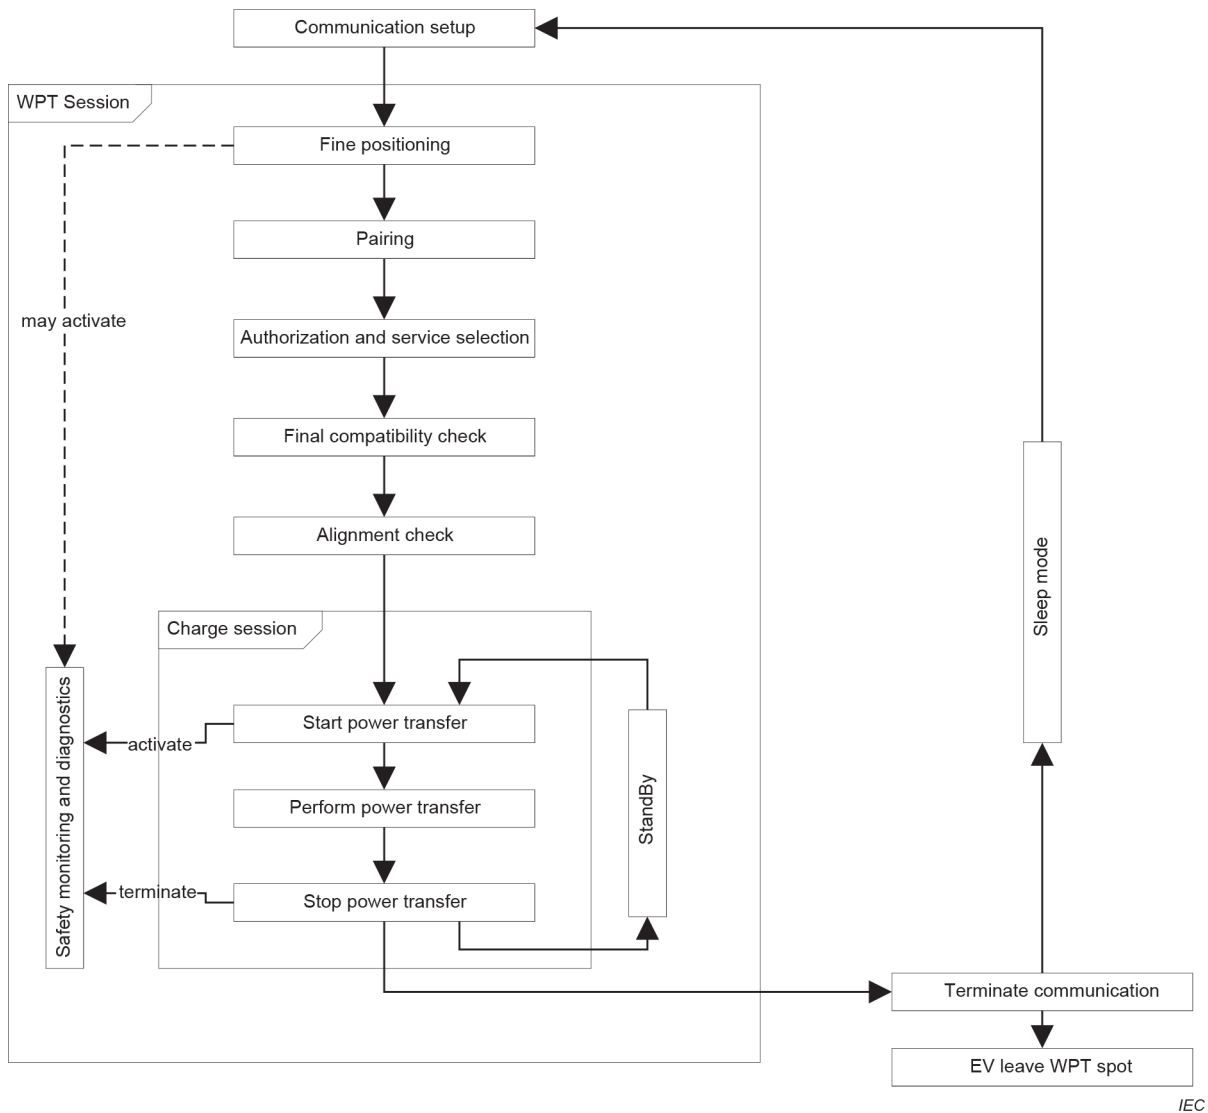 Communication setup
WPT Session
Fine positioning
Pairing
may activate
Authorization and service selection
Final compatibility check
Alignment check
Sleep mode
Charge session
Safety monitoring and diagnostics
Start power transfer
activate
Perform power transfer
StandBy
terminate
Stop power transfer
Terminate communication
EV leave WPT spot
IEC